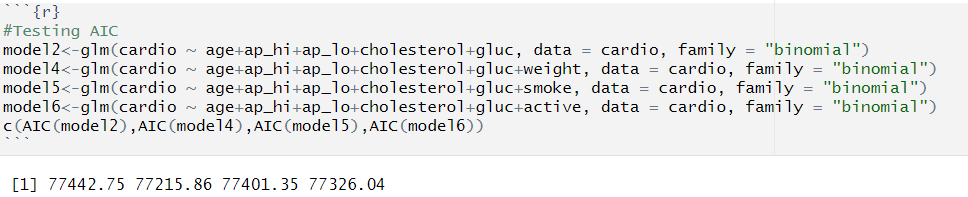 ```{r}
#Testing AIC
model2<-glm(cardio ~ age+ap_hi+ap_lo+cholesterol+gluc, data = cardio, family = "binomial")
model4<-glm(cardio ~ age+ap_hi+ap_lo+cholesterol+gluc+weight, data = cardio, family = "binomial")
model5<-glm(cardio ~ age+ap_hi+ap_lo+cholesterol+gluc+smoke, data = cardio, family = "binomial")
model6<-glm(cardio ~ age+ap_hi+ap_lo+cholesterol+gluc+active, data = cardio, family = "binomial")
c(AIC(model2),AIC(model4),AIC(model5),AIC(model6))
```
[1] 77442.75 77215.86 77401.35 77326.04